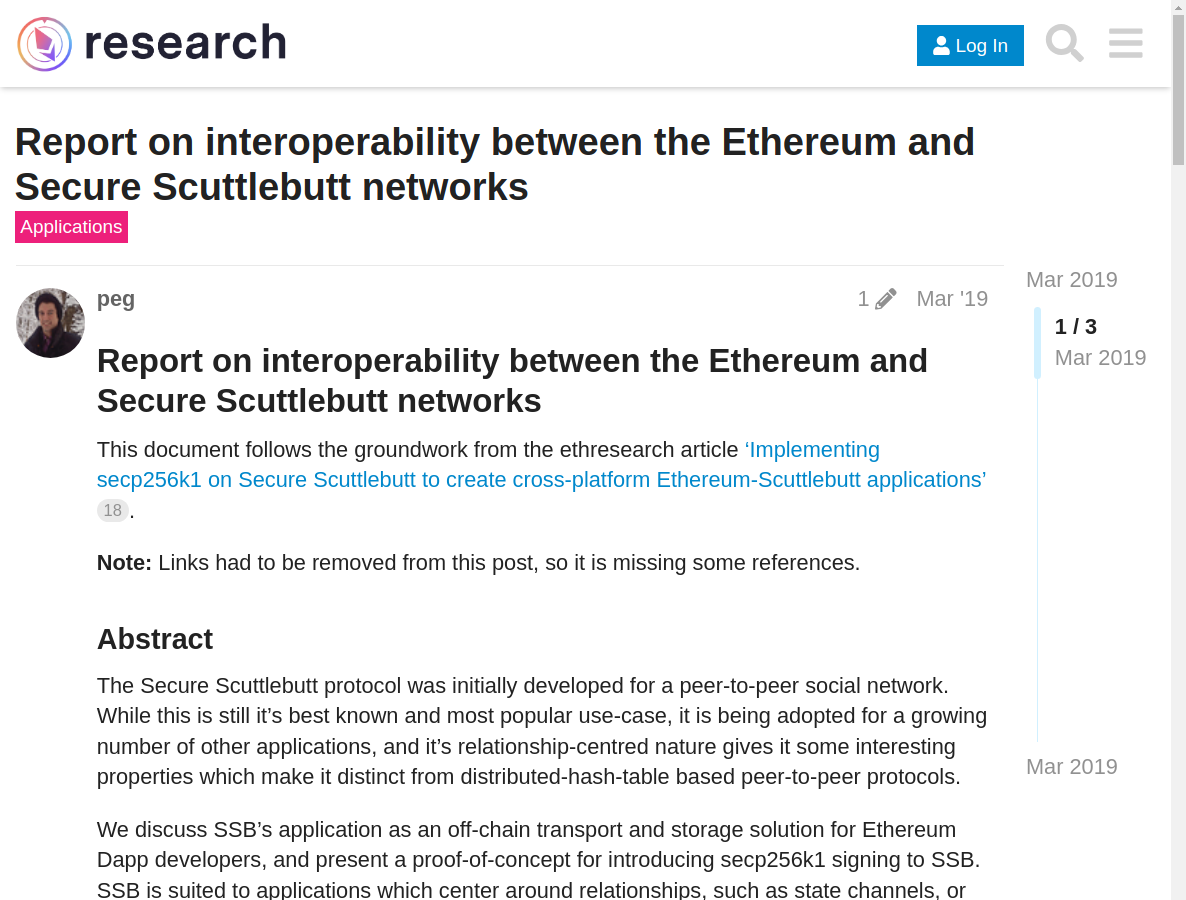 research
Log In
Report on interoperability between the Ethereum and
Secure Scuttlebutt networks
Applications
peg
1
Mar '19
Report on interoperability between the Ethereum and
Secure Scuttlebutt networks
This document follows the groundwork from the ethresearch article ‘Implementing
secp256k1 on Secure Scuttlebutt to create cross-platform Ethereum-Scuttlebutt applications’
18 .
Note: Links had to be removed from this post, so it is missing some references.
Abstract
The Secure Scuttlebutt protocol was initially developed for a peer-to-peer social network.
While this is still it’s best known and most popular use-case, it is being adopted for a growing
number of other applications, and it’s relationship-centred nature gives it some interesting
properties which make it distinct from distributed-hash-table based peer-to-peer protocols.
We discuss SSB’s application as an off-chain transport and storage solution for Ethereum
Dapp developers, and present a proof-of-concept for introducing secp256k1 signing to SSB.
SSB is suited to applications which center around relationships, such as state channels, or
Mar 2019
1 / 3
Mar 2019
Mar 2019